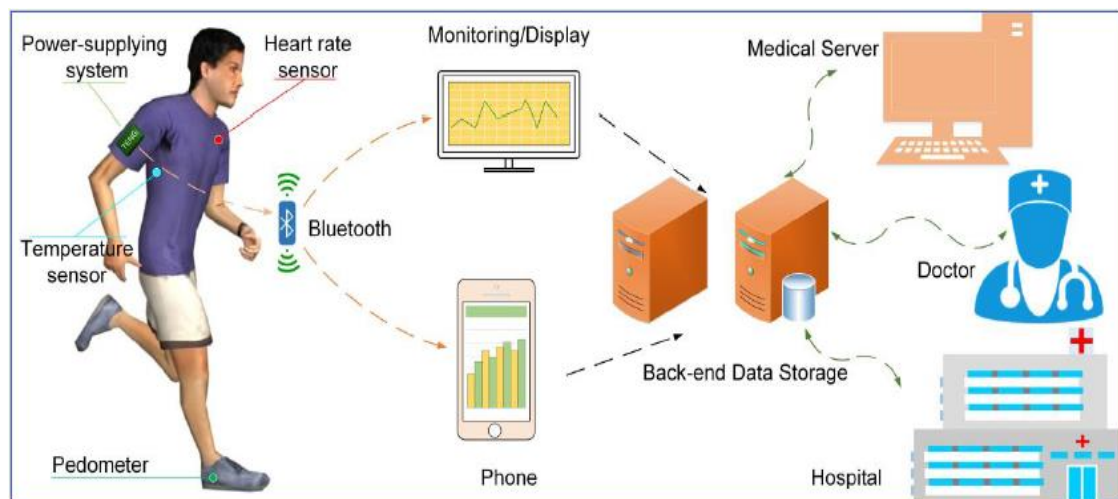 Power-supplying
system
Heart rate
sensor
Monitoring/Display
Medical Server
TENG
Bluetooth
Temperature
sensor
Doctor
Back-end Data Storage
Pedometer
Phone
Hospital